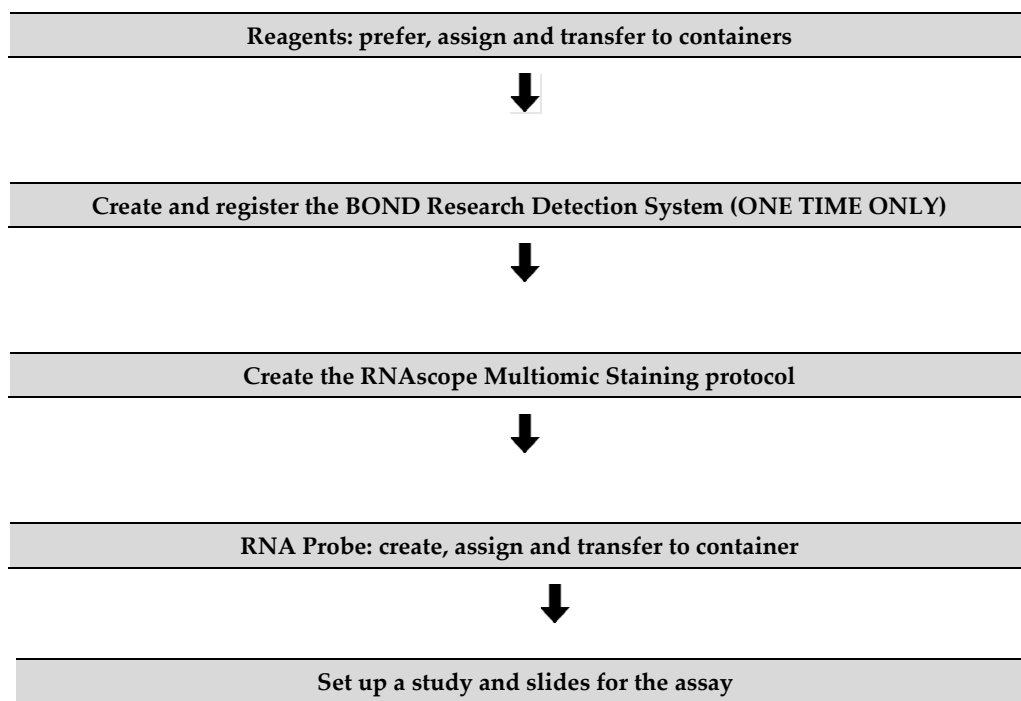 Reagents: prefer, assign and transfer to containers
Create and register the BOND Research Detection System (ONE TIME ONLY)
Create the RNAscope Multiomic Staining protocol
RNA Probe: create, assign and transfer to container
Set up a study and slides for the assay